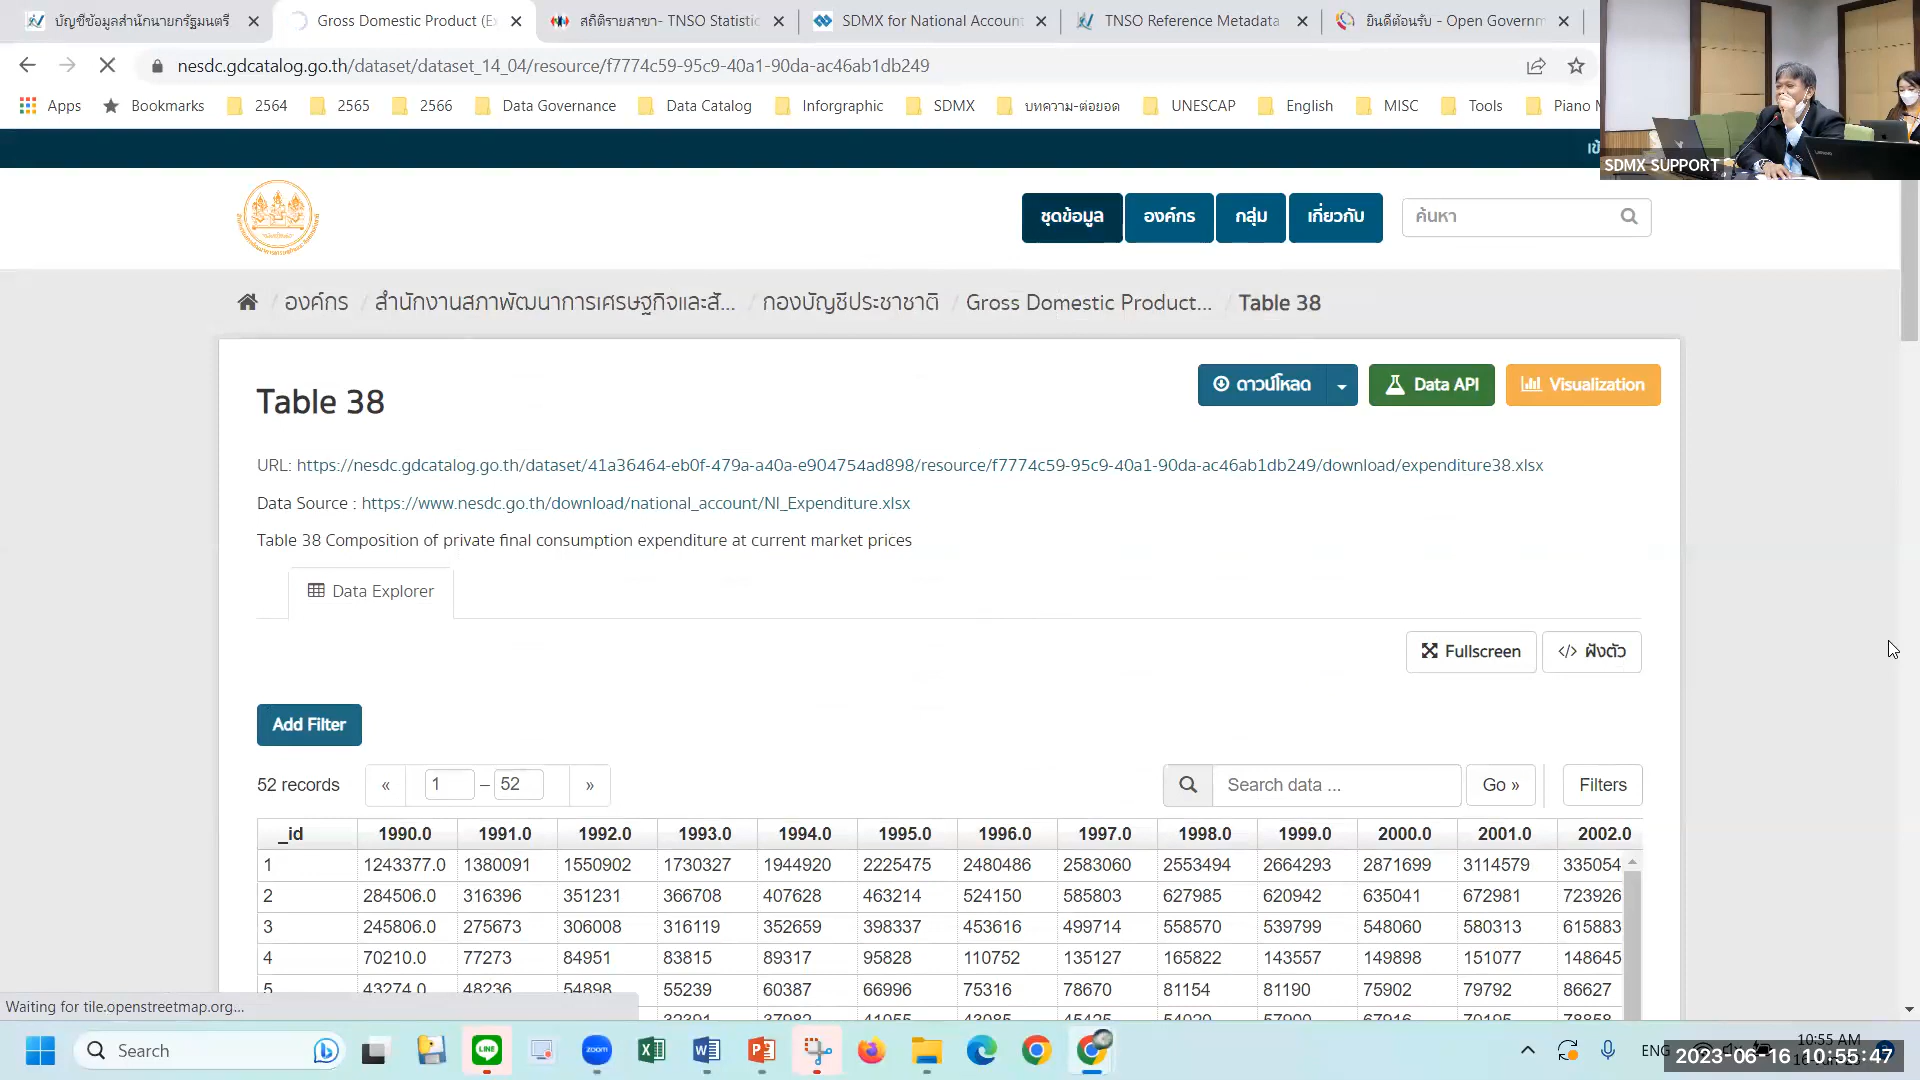 บัญชีข้อมูลสำนักนายกรัฐมนตรี
Gross Domestic Product (E
สถิติรายสาขา- TNSO Statistic
SDMX for National Account
TNSO Reference Metadata
ยินดีต้อนรับ - Open Governm
nesdc.gdcatalog.go.th/dataset/dataset_14_04/resource/f7774c59-95c9-40a1-90da-ac46ab1db249
Apps Bookmarks 2564 2565 2566 Data Governance Data Catalog Inforgraphic SDMX บทความ-ต่อยอด UNESCAP English MISC Tools Piano
SDMX SUPPORT
ชุดข้อมูล องค์กร กลุ่ม เกี่ยวกับ ค้นหา
/ องค์กร / สำนักงานสภาพัฒนาการเศรษฐกิจและสั... / กองบัญชีประชาชาติ / Gross Domestic Product... / Table 38
Table 38
ดาวน์โหลด Data API Visualization
URL: https://nesdc.gdcatalog.go.th/dataset/41a36464-eb0f-479a-a40a-e904754ad898/resource/f7774c59-95c9-40a1-90da-ac46ab1db249/download/expenditure38.xlsx
Data Source : https://www.nesdc.go.th/download/national_account/NI_Expenditure.xlsx
Table 38 Composition of private final consumption expenditure at current market prices
Data Explorer
Fullscreen </> ฝังตัว
Add Filter
52 records « 1 – 52 » Search data ... Go » Filters
_id 1990.0 1991.0 1992.0 1993.0 1994.0 1995.0 1996.0 1997.0 1998.0 1999.0 2000.0 2001.0 2002.0
1 1243377.0 1380091 1550902 1730327 1944920 2225475 2480486 2583060 2553494 2664293 2871699 3114579 335054
2 284506.0 316396 351231 366708 407628 463214 524150 585803 627985 620942 635041 672981 723926
3 245806.0 275673 306008 316119 352659 398337 453616 499714 558570 539799 548060 580313 615883
4 70210.0 77273 84951 83815 89317 95828 110752 135127 165822 143557 149898 151077 148645
5 43274.0 48236 54898 55239 60387 66996 75316 78670 81154 81190 75902 79792 86627
Waiting for tile.openstreetmap.org...
Search
LINE
zoom
ENG
10:55 AM
2023-06-16 10:55:47